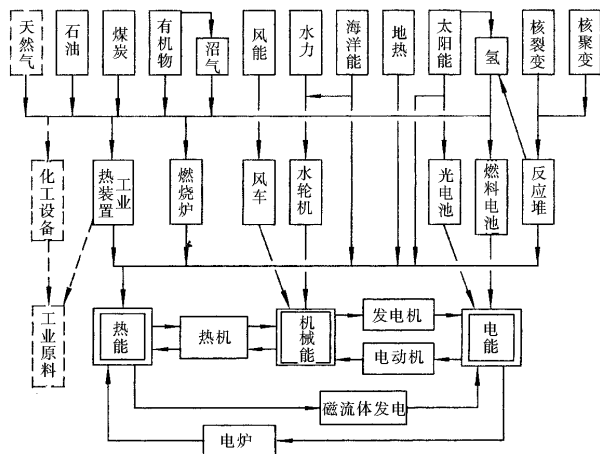 天然气
石油
煤炭
有机物
沼气
风能
水力
海洋能
地热
太阳能
氢
核裂变
核聚变
化工设备
工业
热装置
燃烧炉
风车
水轮机
光电池
燃料电池
反应堆
工业原料
热能
热机
机械能
发电机
电动机
电能
磁流体发电
电炉